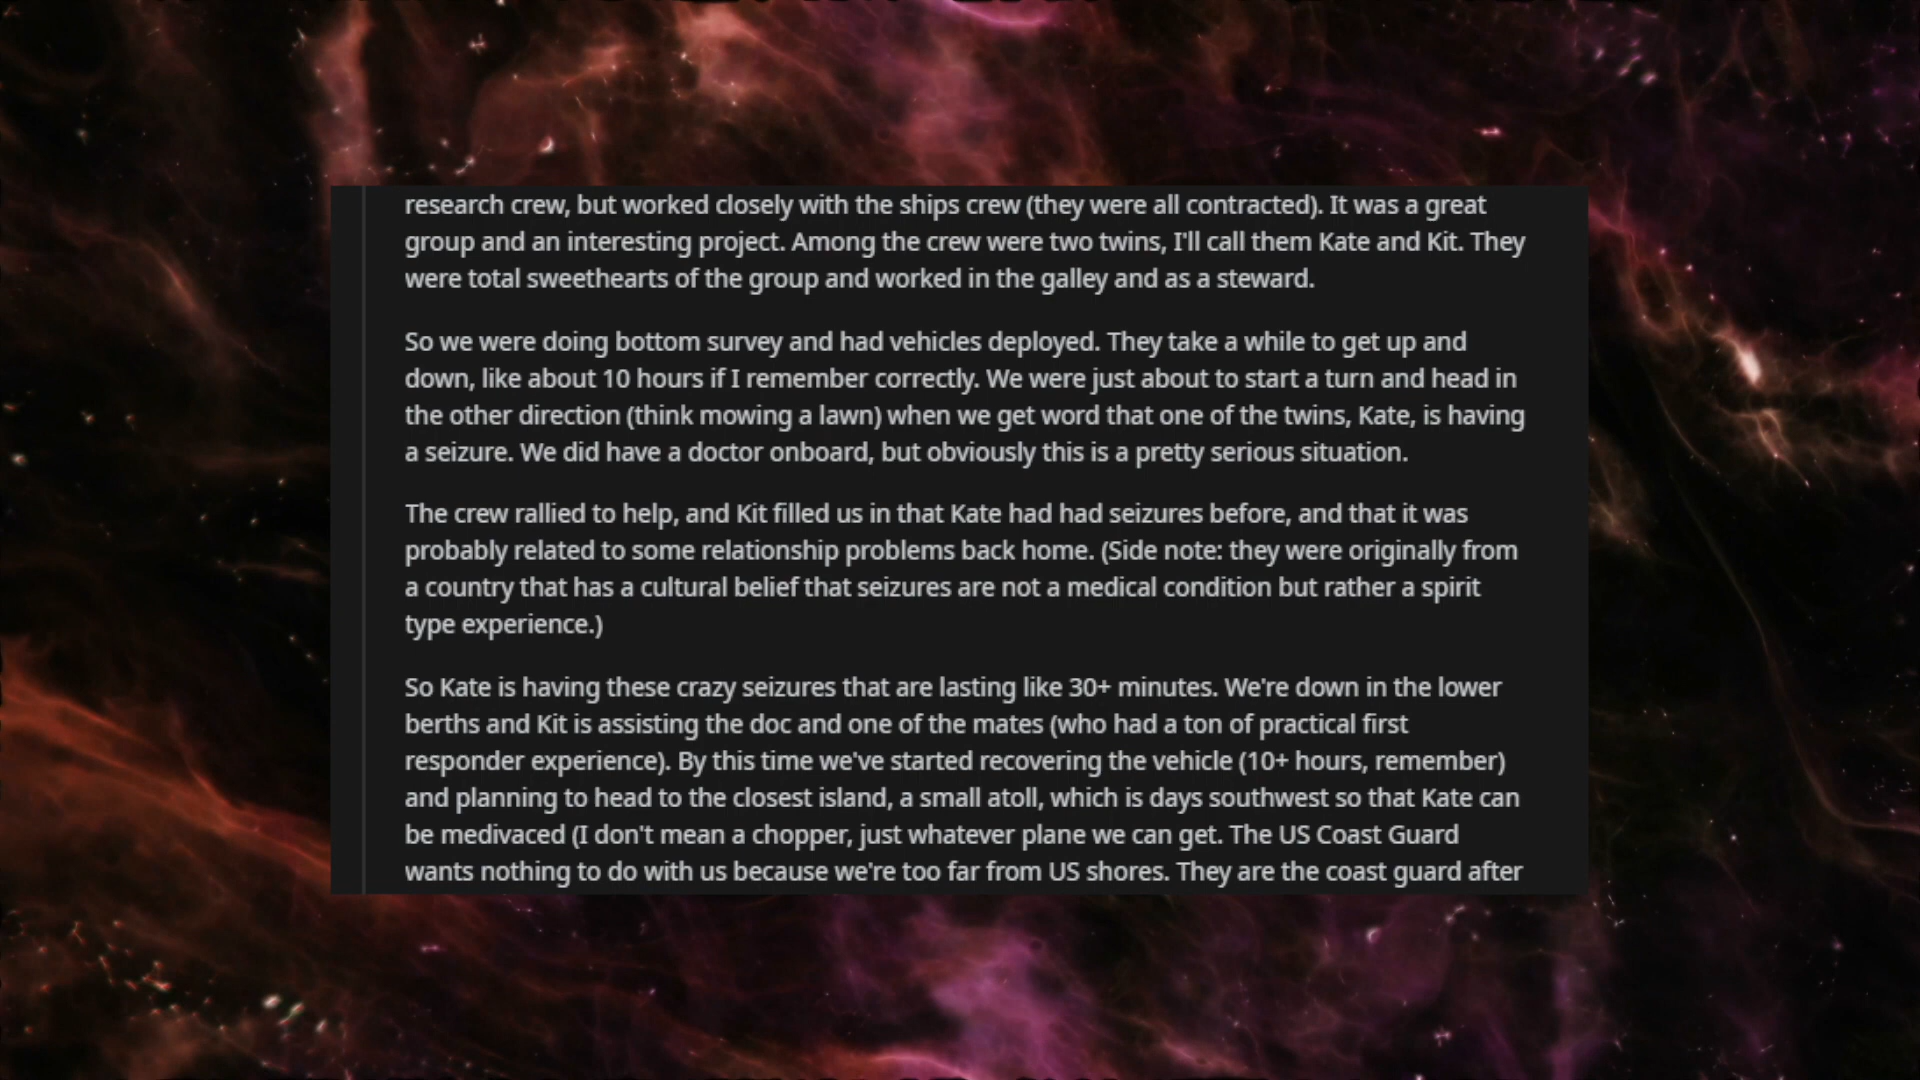 research crew, but worked closely with the ships crew (they were all contracted). It was a great
group and an interesting project. Among the crew were two twins, I'll call them Kate and Kit. They
were total sweethearts of the group and worked in the galley and as a steward.
So we were doing bottom survey and had vehicles deployed. They take a while to get up and
down, like about 10 hours if I remember correctly. We were just about to start a turn and head in
the other direction (think mowing a lawn) when we get word that one of the twins, Kate, is having
a seizure. We did have a doctor onboard, but obviously this is a pretty serious situation.
The crew rallied to help, and Kit filled us in that Kate had had seizures before, and that it was
probably related to some relationship problems back home. (Side note: they were originally from
a country that has a cultural belief that seizures are not a medical condition but rather a spirit
type experience.)
So Kate is having these crazy seizures that are lasting like 30+ minutes. We're down in the lower
berths and Kit is assisting the doc and one of the mates (who had a ton of practical first
responder experience). By this time we've started recovering the vehicle (10+ hours, remember)
and planning to head to the closest island, a small atoll, which is days southwest so that Kate can
be medivaced (I don't mean a chopper, just whatever plane we can get. The US Coast Guard
wants nothing to do with us because we're too far from US shores. They are the coast guard after